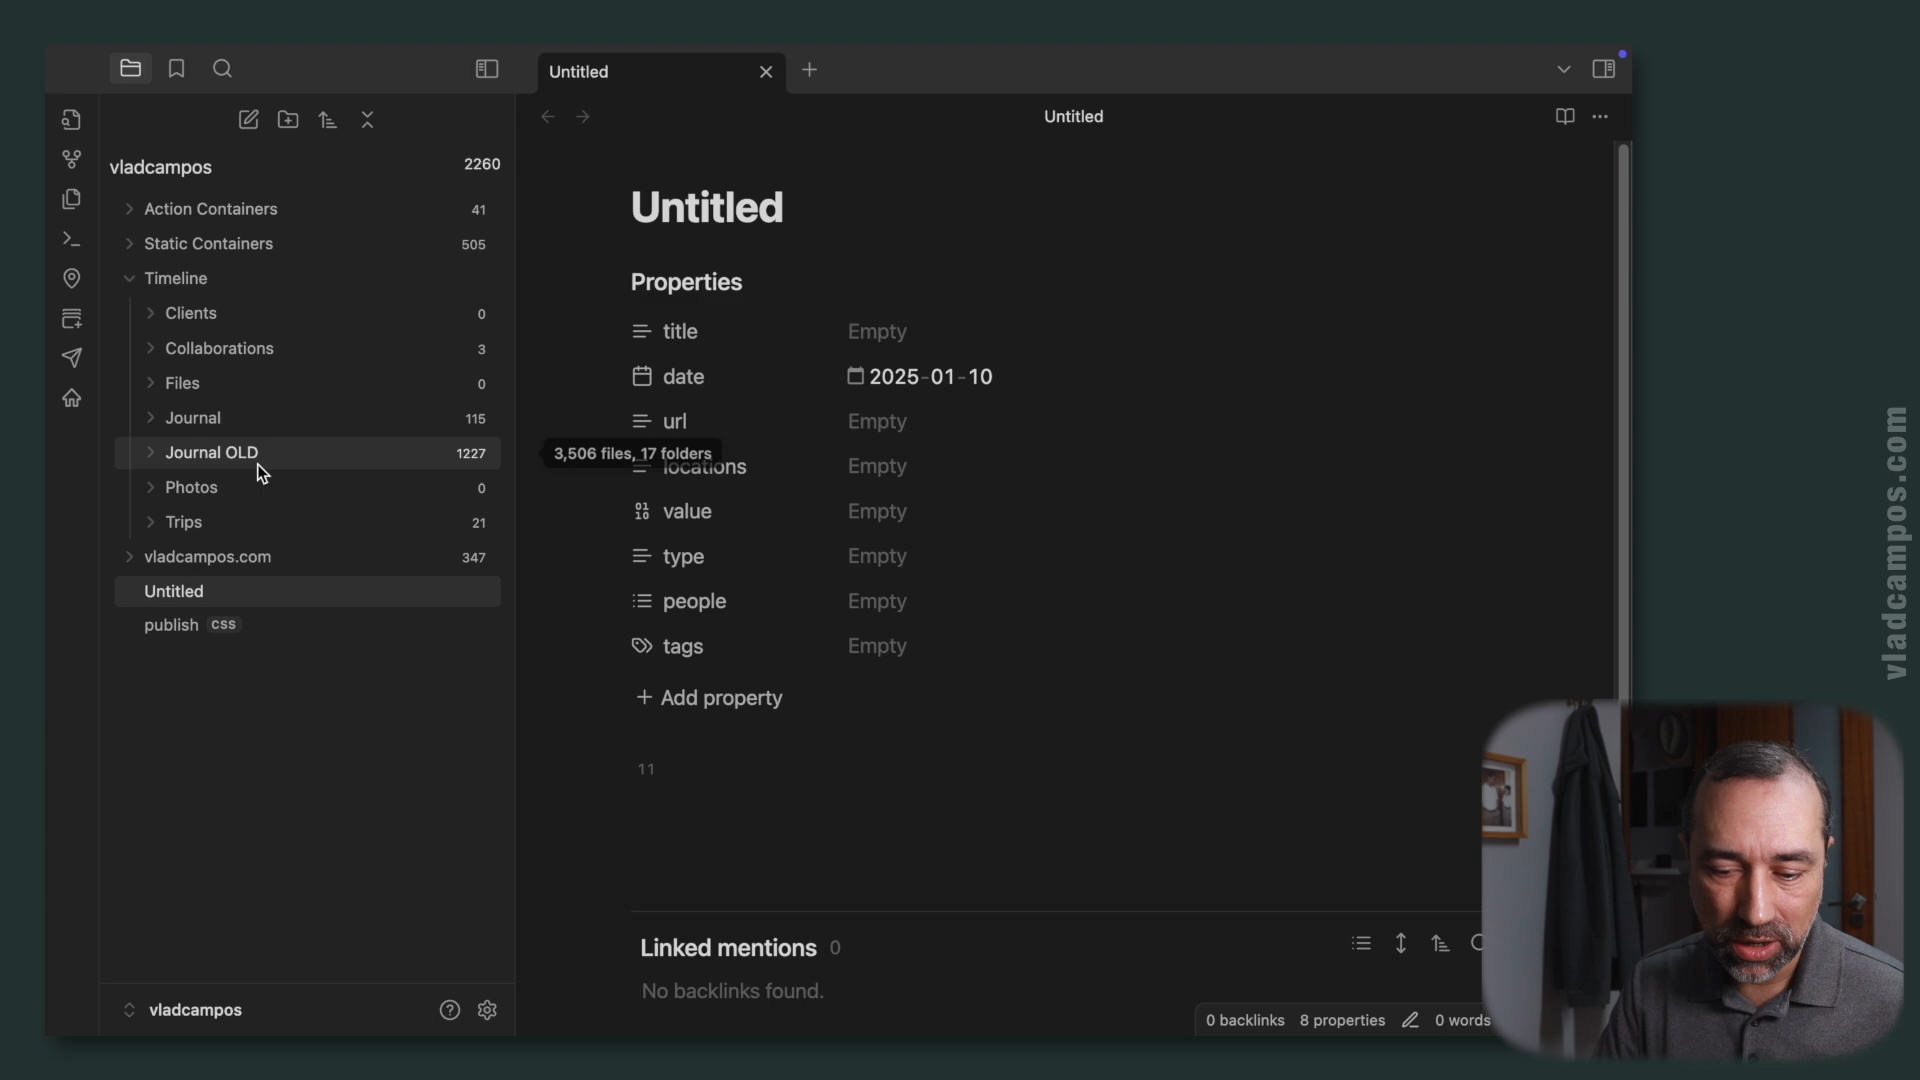 Untitled
Untitled
vladcampos 2260
Action Containers 41
Static Containers 505
Timeline
Clients 0
Collaborations 3
Files 0
Journal 115
Journal OLD 1227
Photos 0
Trips 21
vladcampos.com 347
Untitled
publish css
vladcampos
Untitled
Properties
title Empty
date 2025-01-10
url Empty
3,506 files, 17 folders
locations Empty
value Empty
type Empty
people Empty
tags Empty
+ Add property
11
Linked mentions 0
No backlinks found.
0 backlinks 8 properties 0 words
vladcampos.com